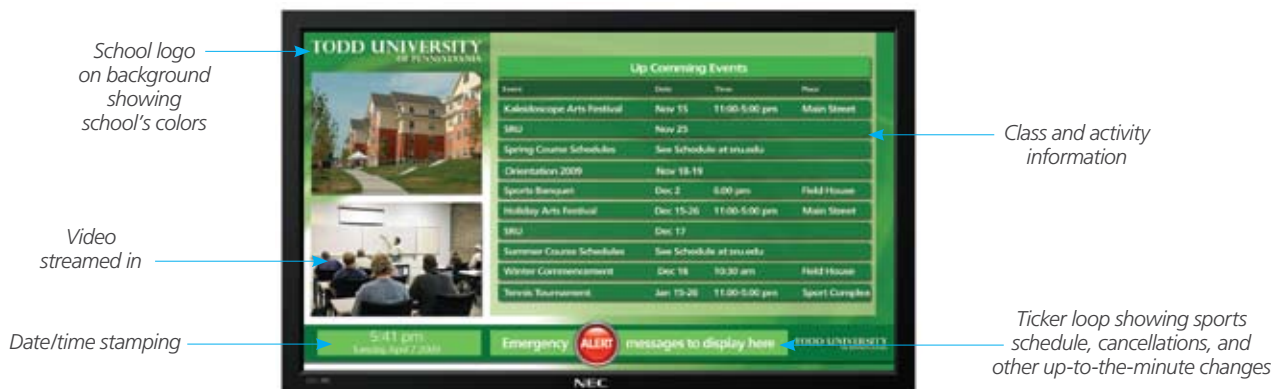 School logo
on background
showing
school's colors
Video
streamed in
Date/time stamping
TODD UNIVERSITY
OF PENNSYLVANIA
Up Comming Events
Event Date Time Place
Kaleidoscope Arts Festival Nov 15 11:00-5:00 pm Main Street
SRU Nov 25
Spring Course Schedules See Schedule at sru.edu
Orientation 2009 Nov 18-19
Sports Banquet Dec 2 6:00 pm Field House
Holiday Arts Festival Dec 15-26 11:00-5:00 pm Main Street
SRU Dec 17
Summer Course Schedules See Schedule at sru.edu
Winter Commencement Dec 18 10:30 am Field House
Tennis Tournament Jan 15-26 11:00-5:00 pm Sport Complex
5:41 pm
Tuesday, April 7 2009
Emergency ALERT messages to display here
TODD UNIVERSITY
OF PENNSYLVANIA
NEC
Class and activity
information
Ticker loop showing sports
schedule, cancellations, and
other up-to-the-minute changes